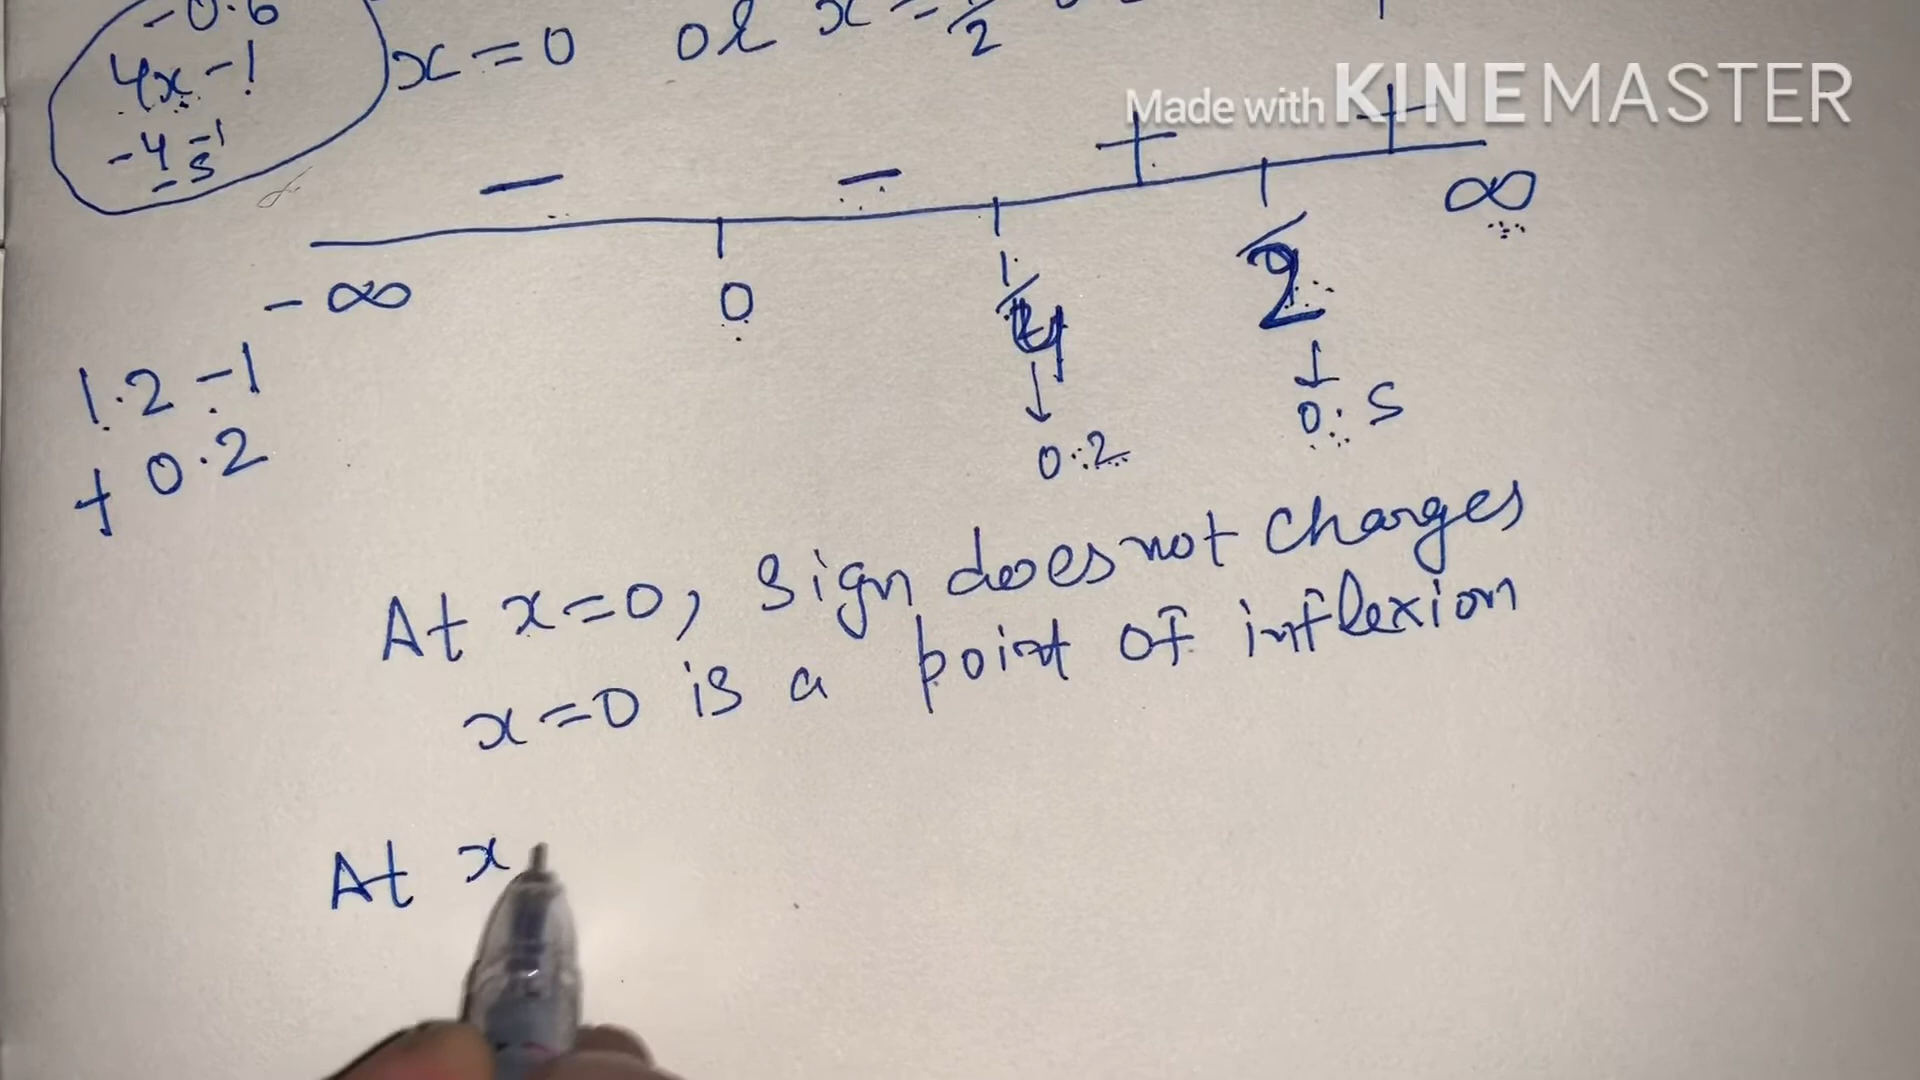 -0.6
4x-1
-4-1
-5
x=0 or x=1/2
Made with KINEMASTER
— — + +
-∞ 0 1/4 1/2 ∞
↓ ↓
0.2 0.5
1.2-1
+0.2
At x=0, Sign does not Changes
x=0 is a point of inflexion
At x